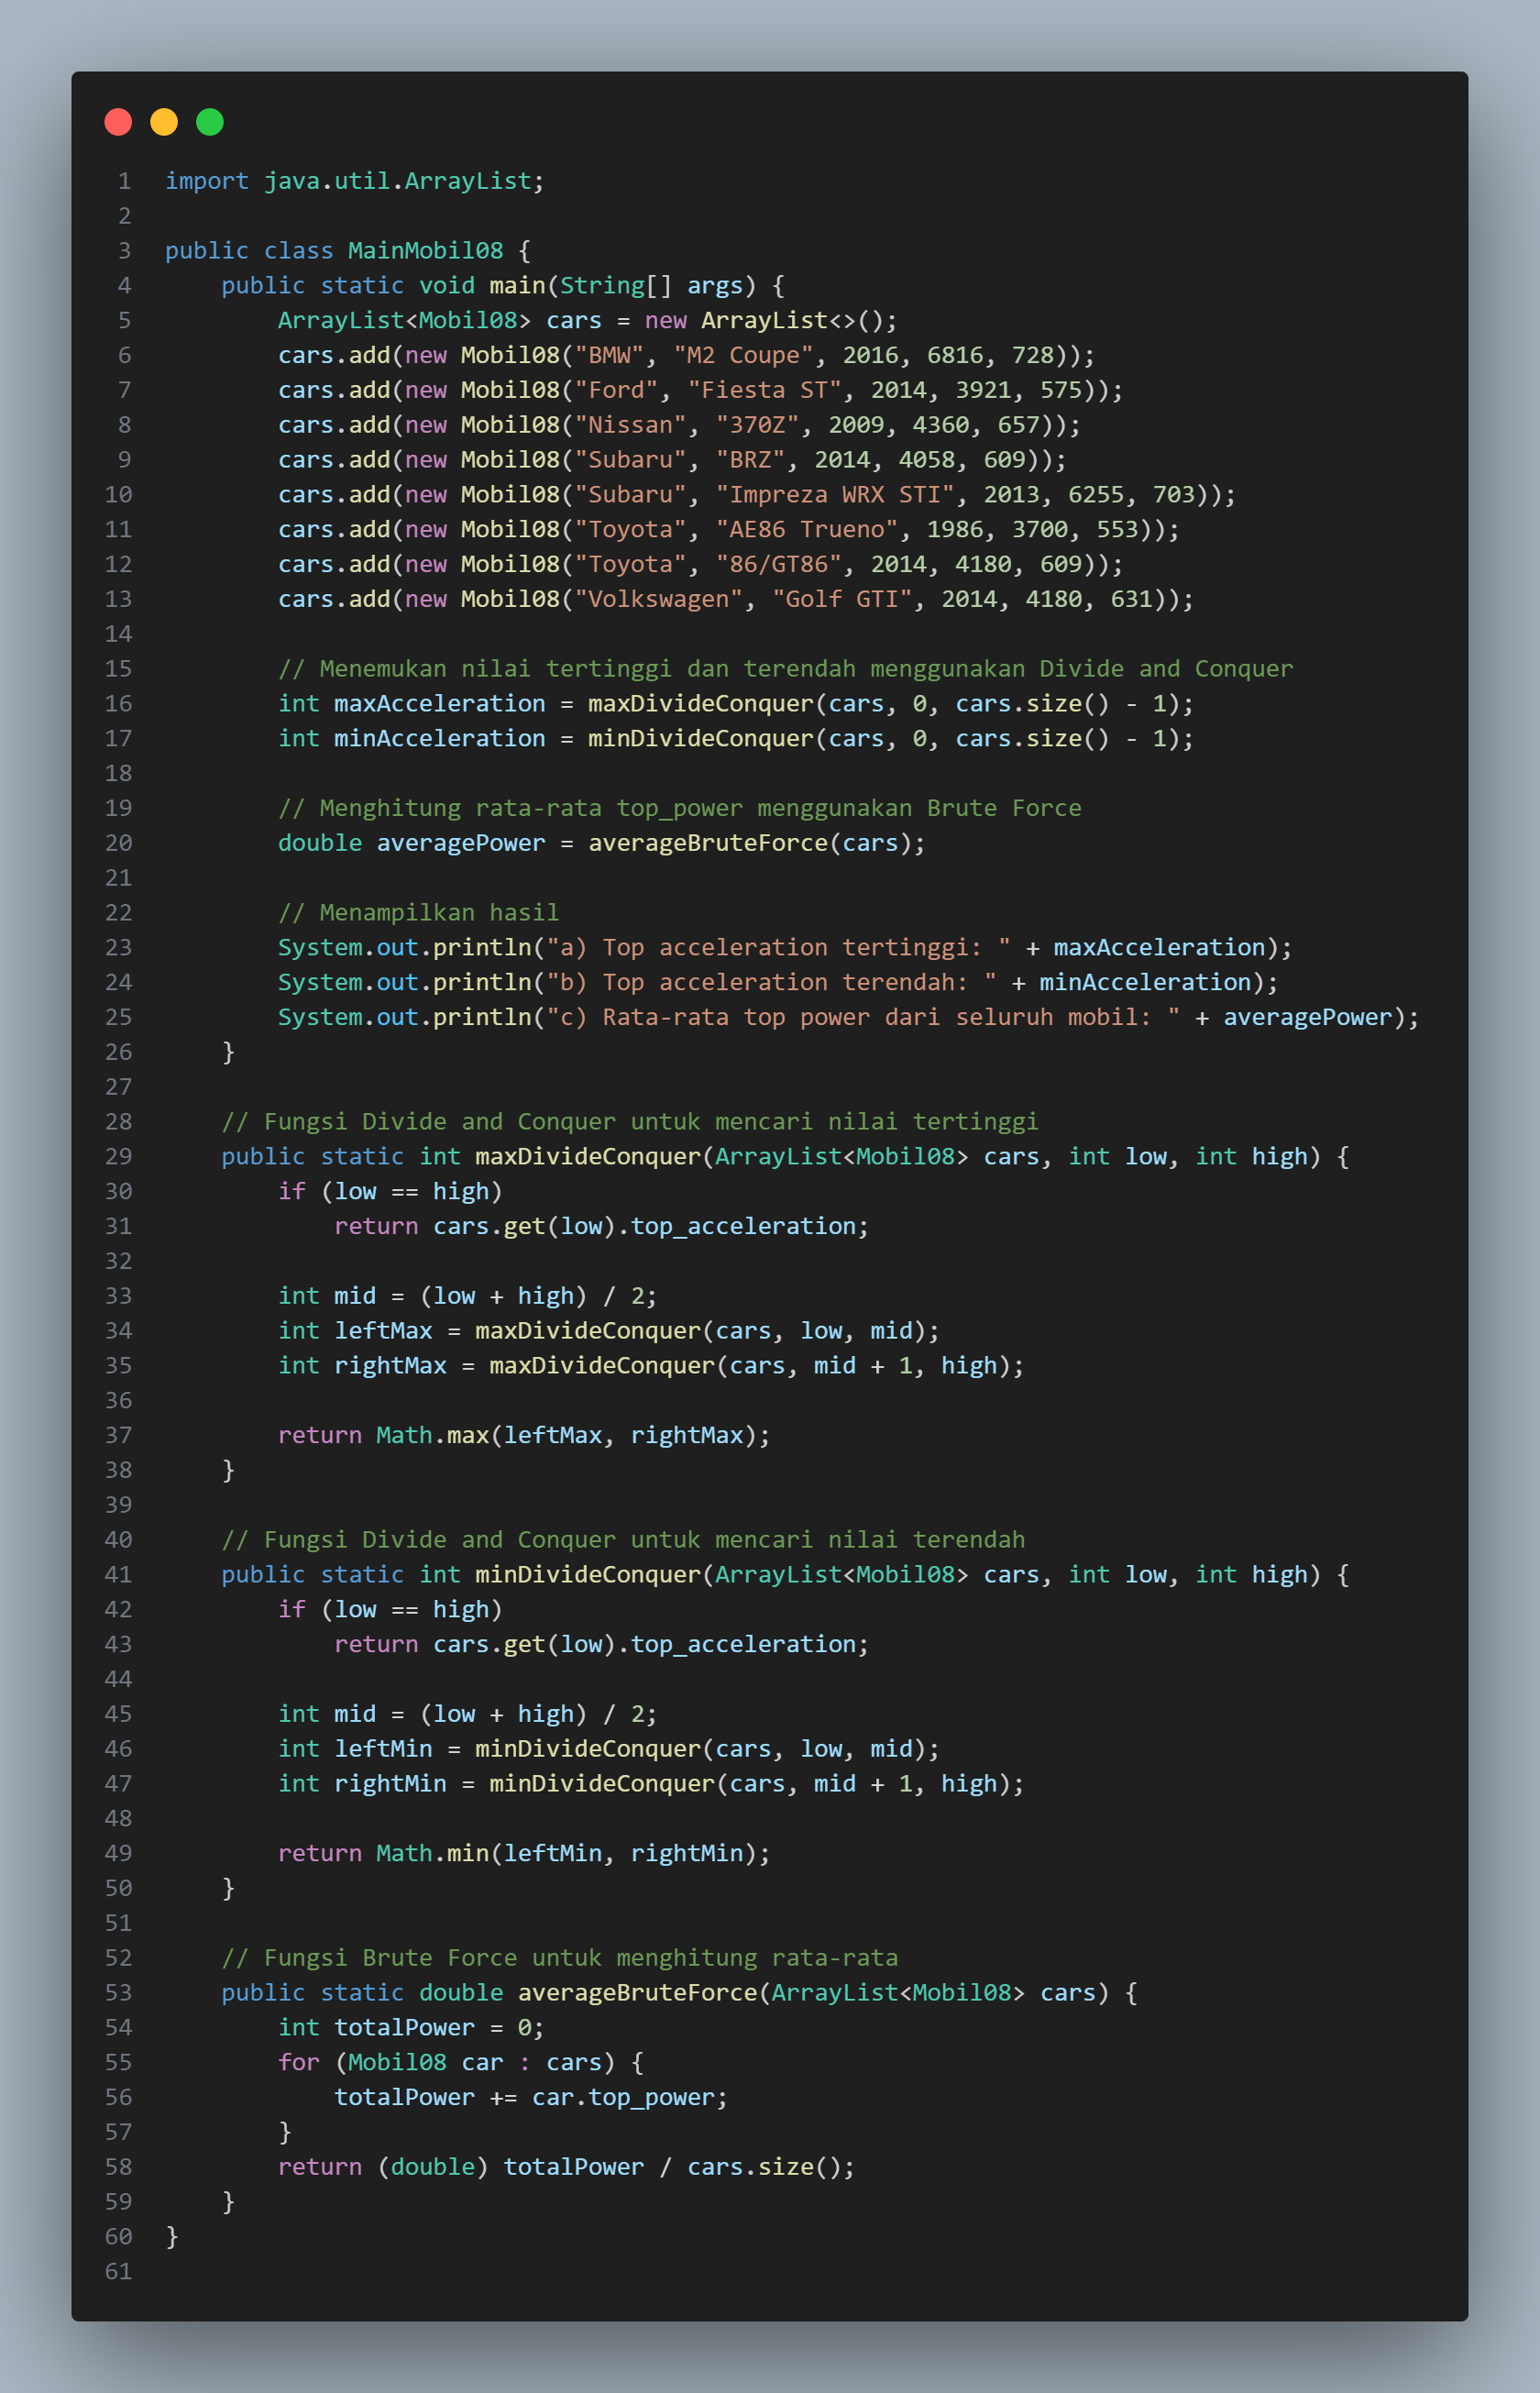 1 import java.util.ArrayList;
2
3 public class MainMobil08 {
4     public static void main(String[] args) {
5         ArrayList<Mobil08> cars = new ArrayList<>();
6         cars.add(new Mobil08("BMW", "M2 Coupe", 2016, 6816, 728));
7         cars.add(new Mobil08("Ford", "Fiesta ST", 2014, 3921, 575));
8         cars.add(new Mobil08("Nissan", "370Z", 2009, 4360, 657));
9         cars.add(new Mobil08("Subaru", "BRZ", 2014, 4058, 609));
10         cars.add(new Mobil08("Subaru", "Impreza WRX STI", 2013, 6255, 703));
11         cars.add(new Mobil08("Toyota", "AE86 Trueno", 1986, 3700, 553));
12         cars.add(new Mobil08("Toyota", "86/GT86", 2014, 4180, 609));
13         cars.add(new Mobil08("Volkswagen", "Golf GTI", 2014, 4180, 631));
14
15         // Menemukan nilai tertinggi dan terendah menggunakan Divide and Conquer
16         int maxAcceleration = maxDivideConquer(cars, 0, cars.size() - 1);
17         int minAcceleration = minDivideConquer(cars, 0, cars.size() - 1);
18
19         // Menghitung rata-rata top_power menggunakan Brute Force
20         double averagePower = averageBruteForce(cars);
21
22         // Menampilkan hasil
23         System.out.println("a) Top acceleration tertinggi: " + maxAcceleration);
24         System.out.println("b) Top acceleration terendah: " + minAcceleration);
25         System.out.println("c) Rata-rata top power dari seluruh mobil: " + averagePower);
26     }
27
28     // Fungsi Divide and Conquer untuk mencari nilai tertinggi
29     public static int maxDivideConquer(ArrayList<Mobil08> cars, int low, int high) {
30         if (low == high)
31             return cars.get(low).top_acceleration;
32
33         int mid = (low + high) / 2;
34         int leftMax = maxDivideConquer(cars, low, mid);
35         int rightMax = maxDivideConquer(cars, mid + 1, high);
36
37         return Math.max(leftMax, rightMax);
38     }
39
40     // Fungsi Divide and Conquer untuk mencari nilai terendah
41     public static int minDivideConquer(ArrayList<Mobil08> cars, int low, int high) {
42         if (low == high)
43             return cars.get(low).top_acceleration;
44
45         int mid = (low + high) / 2;
46         int leftMin = minDivideConquer(cars, low, mid);
47         int rightMin = minDivideConquer(cars, mid + 1, high);
48
49         return Math.min(leftMin, rightMin);
50     }
51
52     // Fungsi Brute Force untuk menghitung rata-rata
53     public static double averageBruteForce(ArrayList<Mobil08> cars) {
54         int totalPower = 0;
55         for (Mobil08 car : cars) {
56             totalPower += car.top_power;
57         }
58         return (double) totalPower / cars.size();
59     }
60 }
61